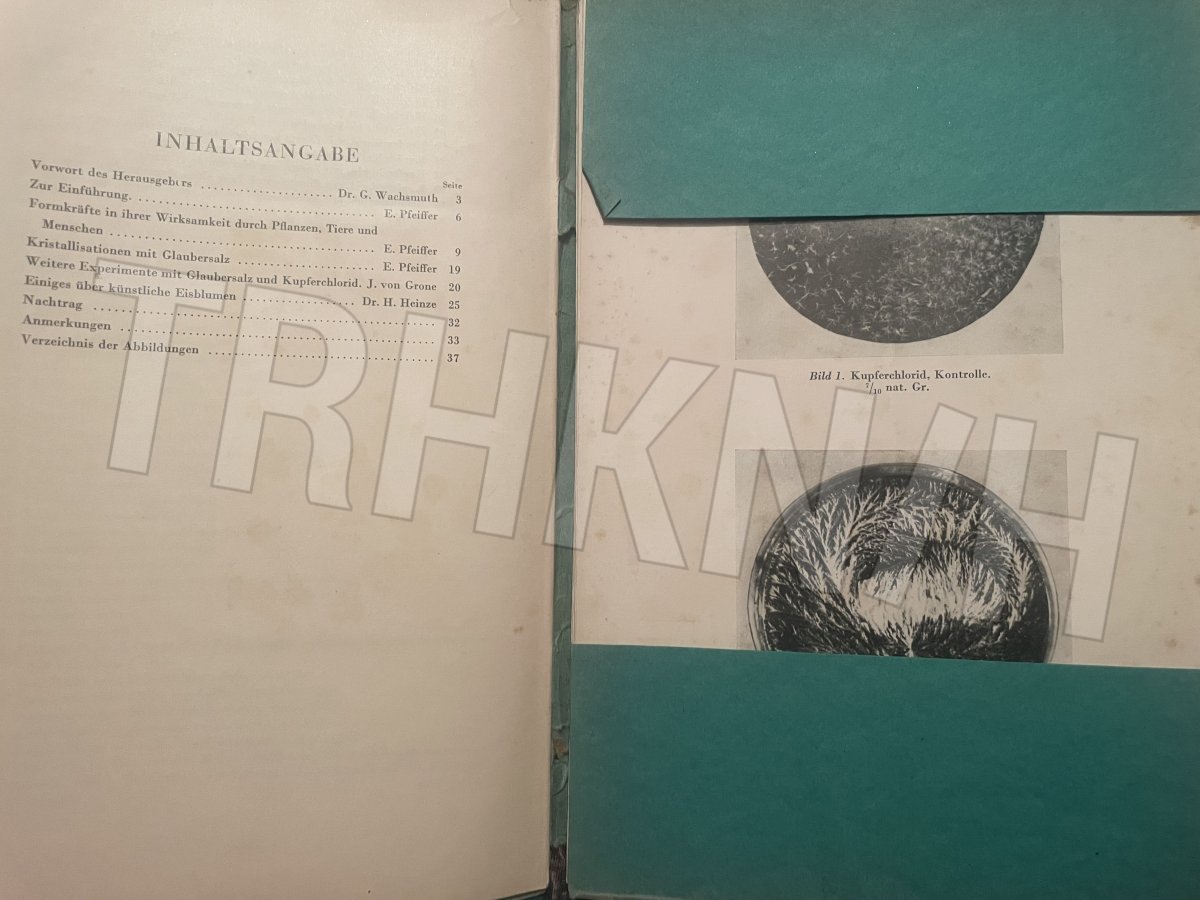 INHALTSANGABE
Seite
Vorwort des Herausgebers .................... Dr. G. Wachsmuth 3
Zur Einführung. .................................... E. Pfeiffer 6
Formkräfte in ihrer Wirksamkeit durch Pflanzen, Tiere und
Menschen ........................................ E. Pfeiffer 9
Kristallisationen mit Glaubersalz ..................... E. Pfeiffer 19
Weitere Experimente mit Glaubersalz und Kupferchlorid. J. von Grone 20
Einiges über künstliche Eisblumen ................. Dr. H. Heinze 25
Nachtrag .................................................... 32
Anmerkungen ................................................ 33
Verzeichnis der Abbildungen .................................. 37
Bild 1. Kupferchlorid, Kontrolle.
7/10 nat. Gr.
TRHKN/H